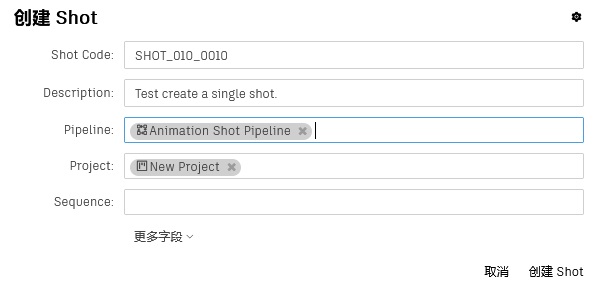 创建 Shot
Shot Code: SHOT_010_0010
Description: Test create a single shot.
Pipeline: Animation Shot Pipeline ×
Project: New Project ×
Sequence:
更多字段
取消 创建 Shot